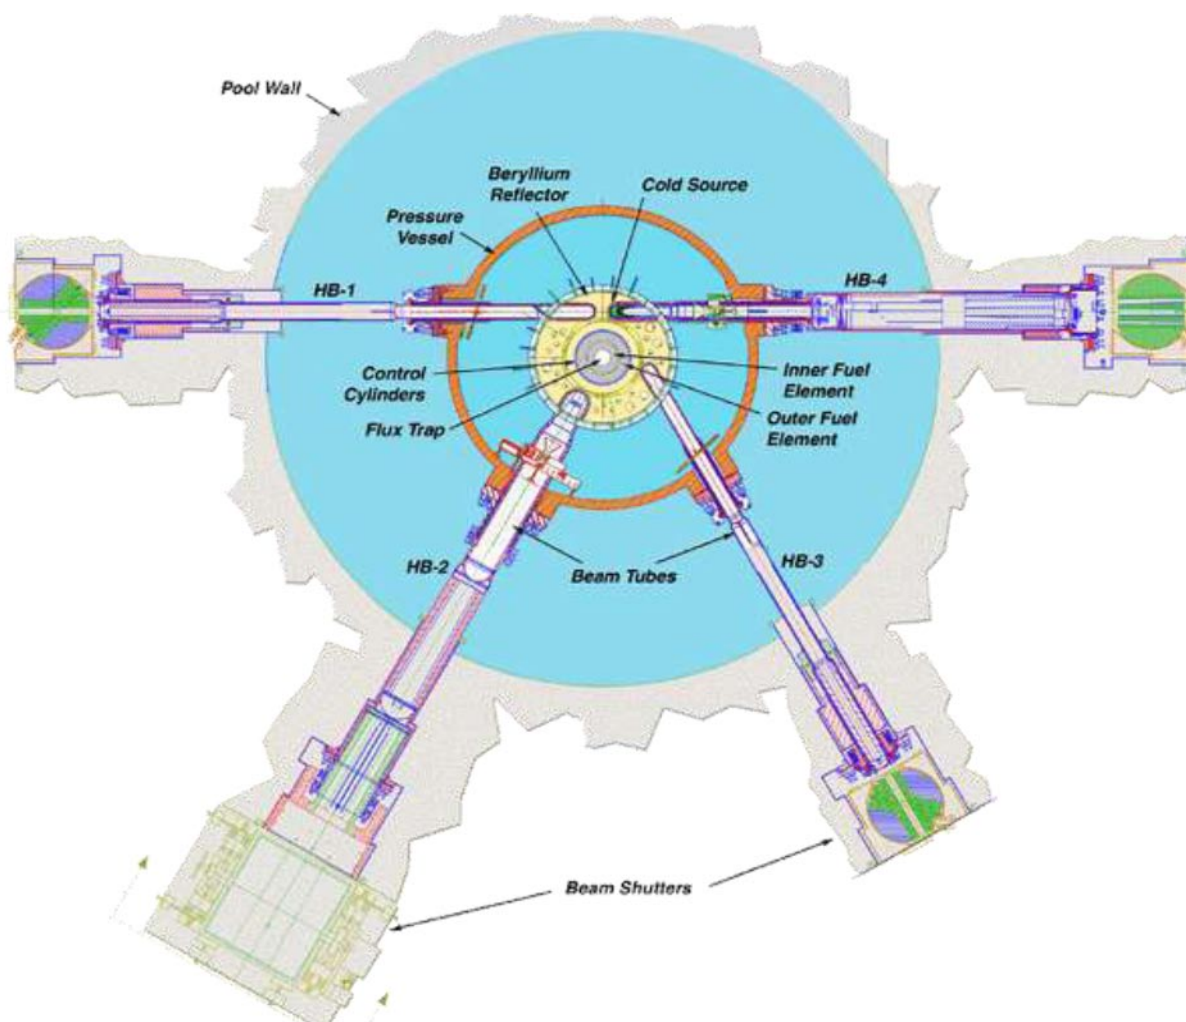 Pool Wall
Beryllium
Reflector
Cold Source
Pressure
Vessel
HB-1
HB-4
Control
Cylinders
Inner Fuel
Element
Flux Trap
Outer Fuel
Element
HB-2
Beam Tubes
HB-3
Beam Shutters